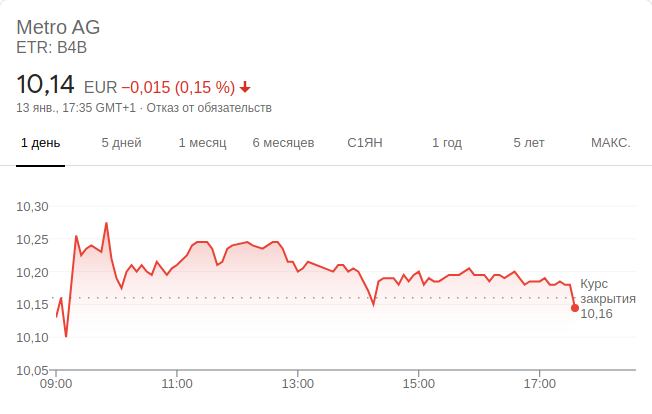 Metro AG
ETR: B4B
10,14 EUR −0,015 (0,15 %)
13 янв., 17:35 GMT+1 · Отказ от обязательств
1 день 5 дней 1 месяц 6 месяцев С1ЯН 1 год 5 лет МАКС.
10,30
10,25
10,20
10,15
10,10
10,05
Курс
закрытия
10,16
09:00 11:00 13:00 15:00 17:00